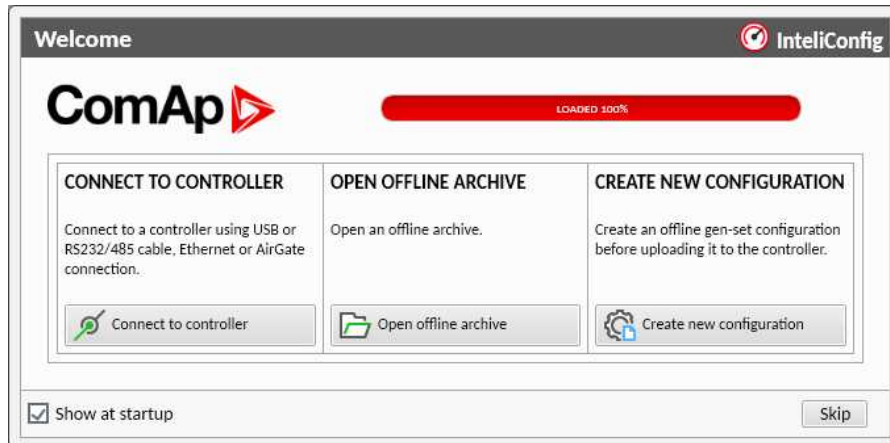 Welcome
InteliConfig
ComAp
LOADED 100%
CONNECT TO CONTROLLER
Connect to a controller using USB or
RS232/485 cable, Ethernet or AirGate
connection.
Connect to controller
OPEN OFFLINE ARCHIVE
Open an offline archive.
Open offline archive
CREATE NEW CONFIGURATION
Create an offline gen-set configuration
before uploading it to the controller.
Create new configuration
Show at startup
Skip